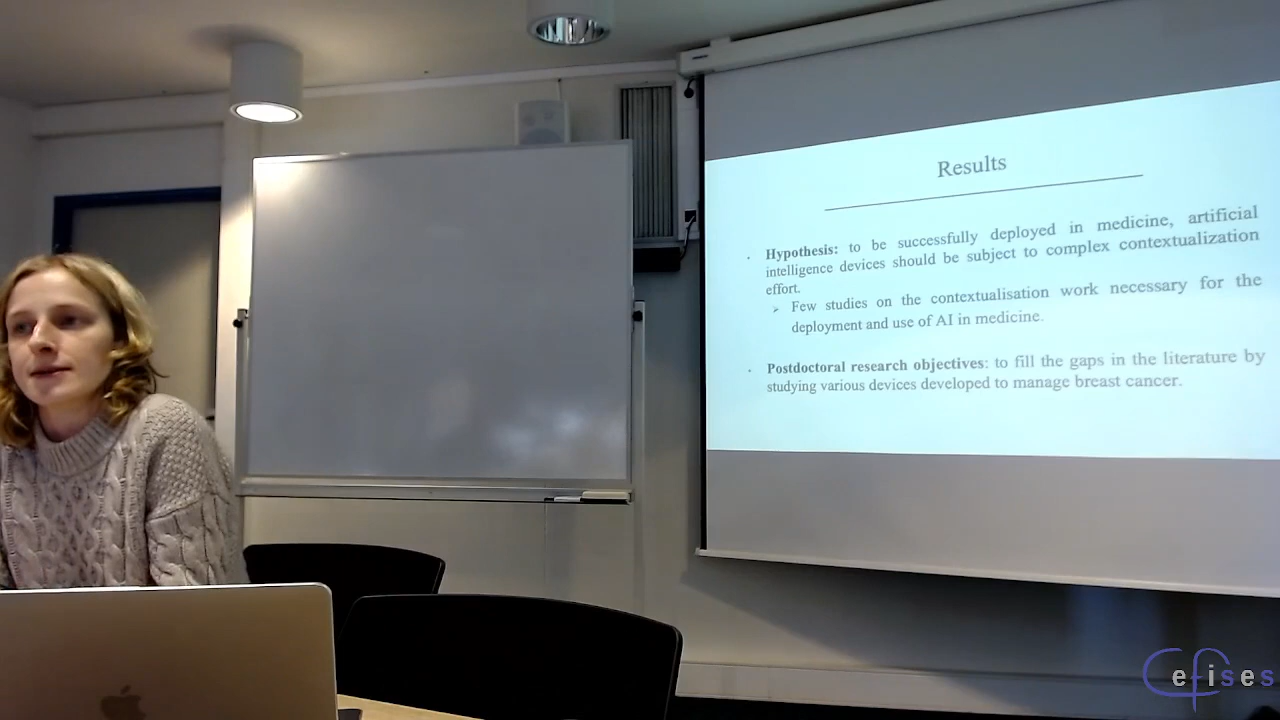 Results
Hypothesis: to be successfully deployed in medicine, artificial
intelligence devices should be subject to complex contextualization
effort.
➢ Few studies on the contextualisation work necessary for the
deployment and use of AI in medicine.
Postdoctoral research objectives: to fill the gaps in the literature by
studying various devices developed to manage breast cancer.
Cefises